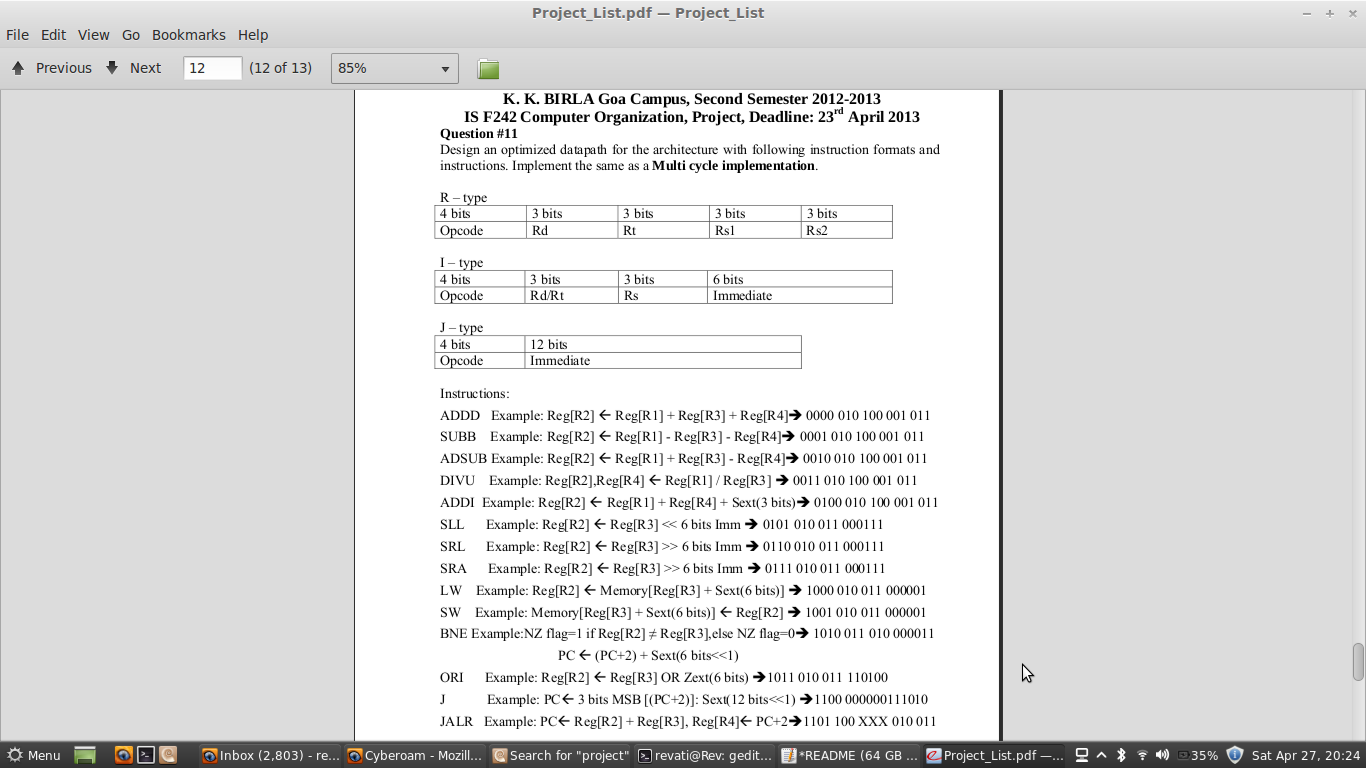 Project_List.pdf — Project_List
File Edit View Go Bookmarks Help
Previous Next 12 (12 of 13) 85%
K. K. BIRLA Goa Campus, Second Semester 2012-2013
IS F242 Computer Organization, Project, Deadline: 23rd April 2013
Question #11
Design an optimized datapath for the architecture with following instruction formats and
instructions. Implement the same as a Multi cycle implementation.
R – type
4 bits 3 bits 3 bits 3 bits 3 bits
Opcode Rd Rt Rs1 Rs2
I – type
4 bits 3 bits 3 bits 6 bits
Opcode Rd/Rt Rs Immediate
J – type
4 bits 12 bits
Opcode Immediate
Instructions:
ADDD Example: Reg[R2] ← Reg[R1] + Reg[R3] + Reg[R4]➔ 0000 010 100 001 011
SUBB Example: Reg[R2] ← Reg[R1] - Reg[R3] - Reg[R4]➔ 0001 010 100 001 011
ADSUB Example: Reg[R2] ← Reg[R1] + Reg[R3] - Reg[R4]➔ 0010 010 100 001 011
DIVU Example: Reg[R2],Reg[R4] ← Reg[R1] / Reg[R3] ➔ 0011 010 100 001 011
ADDI Example: Reg[R2] ← Reg[R1] + Reg[R4] + Sext(3 bits)➔ 0100 010 100 001 011
SLL Example: Reg[R2] ← Reg[R3] << 6 bits Imm ➔ 0101 010 011 000111
SRL Example: Reg[R2] ← Reg[R3] >> 6 bits Imm ➔ 0110 010 011 000111
SRA Example: Reg[R2] ← Reg[R3] >> 6 bits Imm ➔ 0111 010 011 000111
LW Example: Reg[R2] ← Memory[Reg[R3] + Sext(6 bits)] ➔ 1000 010 011 000001
SW Example: Memory[Reg[R3] + Sext(6 bits)] ← Reg[R2] ➔ 1001 010 011 000001
BNE Example:NZ flag=1 if Reg[R2] ≠ Reg[R3],else NZ flag=0➔ 1010 011 010 000011
PC ← (PC+2) + Sext(6 bits<<1)
ORI Example: Reg[R2] ← Reg[R3] OR Zext(6 bits) ➔1011 010 011 110100
J Example: PC← 3 bits MSB [(PC+2)]: Sext(12 bits<<1) ➔1100 000000111010
JALR Example: PC← Reg[R2] + Reg[R3], Reg[R4]← PC+2➔1101 100 XXX 010 011
Menu Inbox (2,803) - re... Cyberoam - Mozill... Search for "project" revati@Rev: gedit... *README (64 GB ... Project_List.pdf —... 35% Sat Apr 27, 20:24